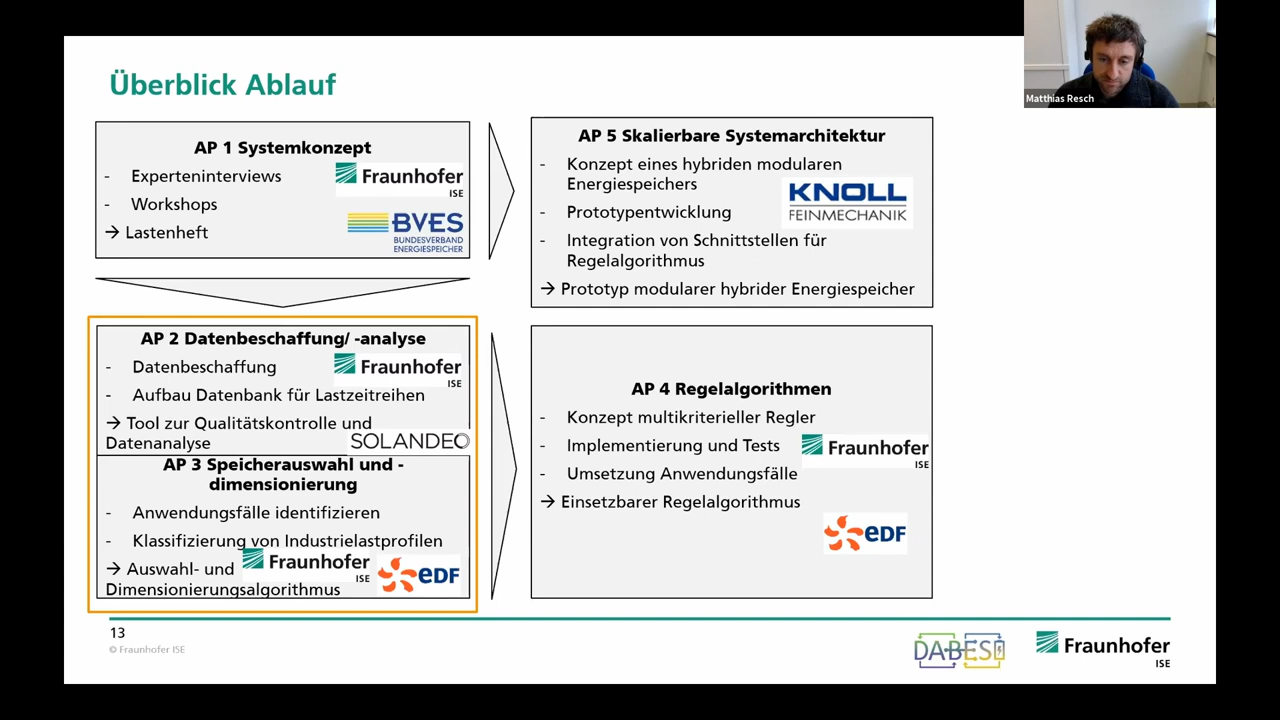 Überblick Ablauf
Matthias Resch
AP 1 Systemkonzept
- Experteninterviews
- Workshops
→ Lastenheft
Fraunhofer
ISE
BVES
BUNDESVERBAND
ENERGIESPEICHER
AP 5 Skalierbare Systemarchitektur
- Konzept eines hybriden modularen
Energiespeichers
- Prototypentwicklung
- Integration von Schnittstellen für
Regelalgorithmus
→ Prototyp modularer hybrider Energiespeicher
KNOLL
FEINMECHANIK
AP 2 Datenbeschaffung/ -analyse
- Datenbeschaffung
- Aufbau Datenbank für Lastzeitreihen
→ Tool zur Qualitätskontrolle und
Datenanalyse
Fraunhofer
ISE
SOLANDEO
AP 3 Speicherauswahl und -
dimensionierung
- Anwendungsfälle identifizieren
- Klasifizierung von Industrielastprofilen
→ Auswahl- und
Dimensionierungsalgorithmus
Fraunhofer
ISE
eDF
AP 4 Regelalgorithmen
- Konzept multikriterieller Regler
- Implementierung und Tests
- Umsetzung Anwendungsfälle
→ Einsetzbarer Regelalgorithmus
Fraunhofer
ISE
eDF
13
© Fraunhofer ISE
DABESI
Fraunhofer
ISE